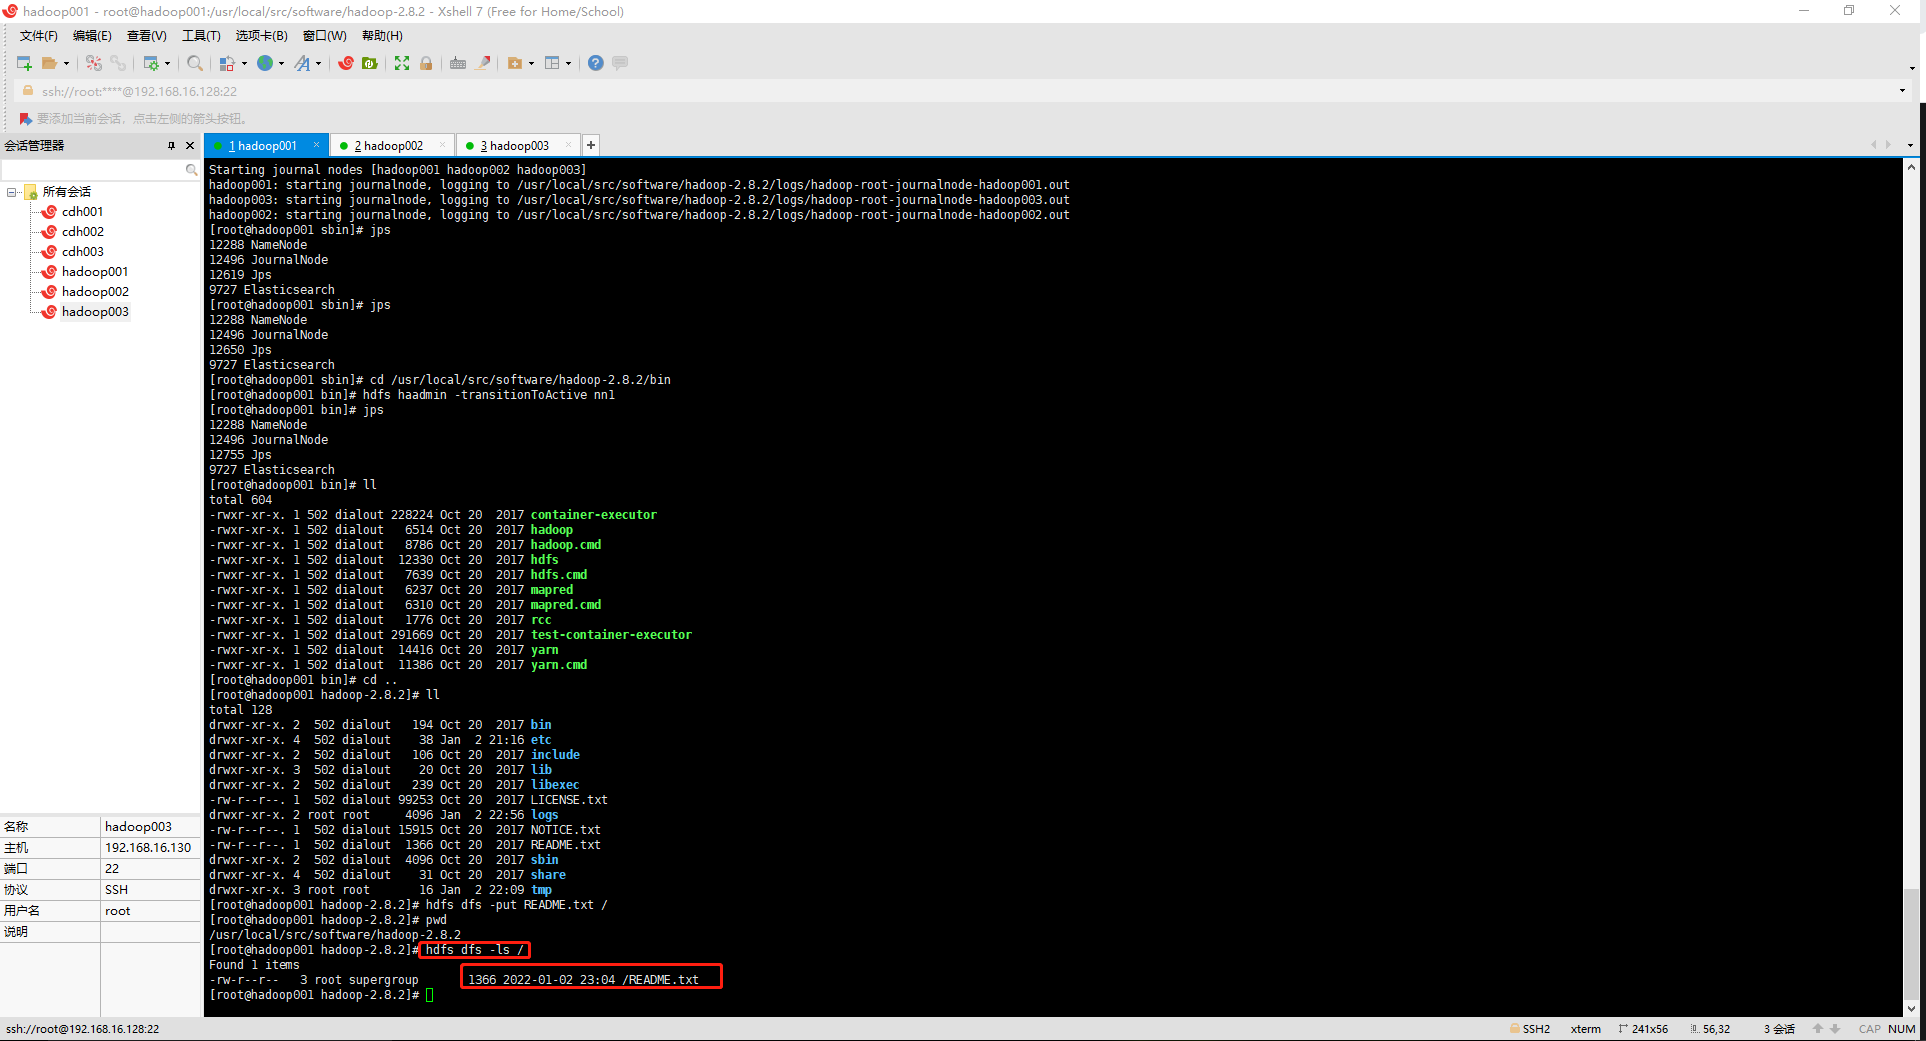 hadoop001 - root@hadoop001:/usr/local/src/software/hadoop-2.8.2 - Xshell 7 (Free for Home/School)
文件(F) 编辑(E) 查看(V) 工具(T) 选项卡(B) 窗口(W) 帮助(H)
ssh://root:****@192.168.16.128:22
要添加当前会话，点击左侧的箭头按钮。
会话管理器
所有会话
cdh001
cdh002
cdh003
hadoop001
hadoop002
hadoop003
名称 hadoop003
主机 192.168.16.130
端口 22
协议 SSH
用户名 root
说明
1 hadoop001 2 hadoop002 3 hadoop003
Starting journal nodes [hadoop001 hadoop002 hadoop003]
hadoop001: starting journalnode, logging to /usr/local/src/software/hadoop-2.8.2/logs/hadoop-root-journalnode-hadoop001.out
hadoop003: starting journalnode, logging to /usr/local/src/software/hadoop-2.8.2/logs/hadoop-root-journalnode-hadoop003.out
hadoop002: starting journalnode, logging to /usr/local/src/software/hadoop-2.8.2/logs/hadoop-root-journalnode-hadoop002.out
[root@hadoop001 sbin]# jps
12288 NameNode
12496 JournalNode
12619 Jps
9727 Elasticsearch
[root@hadoop001 sbin]# jps
12288 NameNode
12496 JournalNode
12650 Jps
9727 Elasticsearch
[root@hadoop001 sbin]# cd /usr/local/src/software/hadoop-2.8.2/bin
[root@hadoop001 bin]# hdfs haadmin -transitionToActive nn1
[root@hadoop001 bin]# jps
12288 NameNode
12496 JournalNode
12755 Jps
9727 Elasticsearch
[root@hadoop001 bin]# ll
total 604
-rwxr-xr-x. 1 502 dialout 228224 Oct 20  2017 container-executor
-rwxr-xr-x. 1 502 dialout   6514 Oct 20  2017 hadoop
-rwxr-xr-x. 1 502 dialout   8786 Oct 20  2017 hadoop.cmd
-rwxr-xr-x. 1 502 dialout  12330 Oct 20  2017 hdfs
-rwxr-xr-x. 1 502 dialout   7639 Oct 20  2017 hdfs.cmd
-rwxr-xr-x. 1 502 dialout   6237 Oct 20  2017 mapred
-rwxr-xr-x. 1 502 dialout   6310 Oct 20  2017 mapred.cmd
-rwxr-xr-x. 1 502 dialout   1776 Oct 20  2017 rcc
-rwxr-xr-x. 1 502 dialout 291669 Oct 20  2017 test-container-executor
-rwxr-xr-x. 1 502 dialout  14416 Oct 20  2017 yarn
-rwxr-xr-x. 1 502 dialout  11386 Oct 20  2017 yarn.cmd
[root@hadoop001 bin]# cd ..
[root@hadoop001 hadoop-2.8.2]# ll
total 128
drwxr-xr-x. 2  502 dialout   194 Oct 20  2017 bin
drwxr-xr-x. 4  502 dialout    38 Jan  2 21:16 etc
drwxr-xr-x. 2  502 dialout   106 Oct 20  2017 include
drwxr-xr-x. 3  502 dialout    20 Oct 20  2017 lib
drwxr-xr-x. 2  502 dialout   239 Oct 20  2017 libexec
-rw-r--r--. 1  502 dialout 99253 Oct 20  2017 LICENSE.txt
drwxr-xr-x. 2 root root     4096 Jan  2 22:56 logs
-rw-r--r--. 1  502 dialout 15915 Oct 20  2017 NOTICE.txt
-rw-r--r--. 1  502 dialout  1366 Oct 20  2017 README.txt
drwxr-xr-x. 2  502 dialout  4096 Oct 20  2017 sbin
drwxr-xr-x. 4  502 dialout    31 Oct 20  2017 share
drwxr-xr-x. 3 root root       16 Jan  2 22:09 tmp
[root@hadoop001 hadoop-2.8.2]# hdfs dfs -put README.txt /
[root@hadoop001 hadoop-2.8.2]# pwd
/usr/local/src/software/hadoop-2.8.2
[root@hadoop001 hadoop-2.8.2]# hdfs dfs -ls /
Found 1 items
-rw-r--r--   3 root supergroup       1366 2022-01-02 23:04 /README.txt
[root@hadoop001 hadoop-2.8.2]#
ssh://root@192.168.16.128:22 SSH2 xterm 241x56 56,32 3 会话 CAP NUM